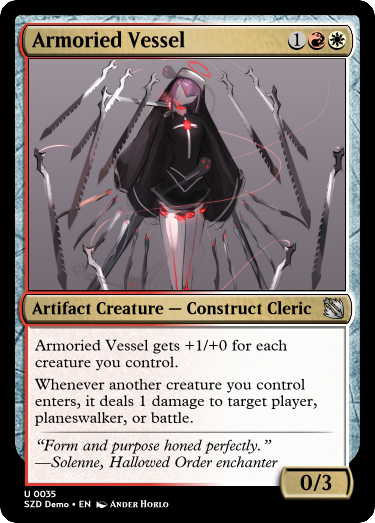 Armoried Vessel 1
Artifact Creature — Construct Cleric
Armoried Vessel gets +1/+0 for each
creature you control.
Whenever another creature you control
enters, it deals 1 damage to target player,
planeswalker, or battle.
“Form and purpose honed perfectly.”
—Solenne, Hallowed Order enchanter
0/3
U 0035
SZD Demo • EN ANDER HORLO